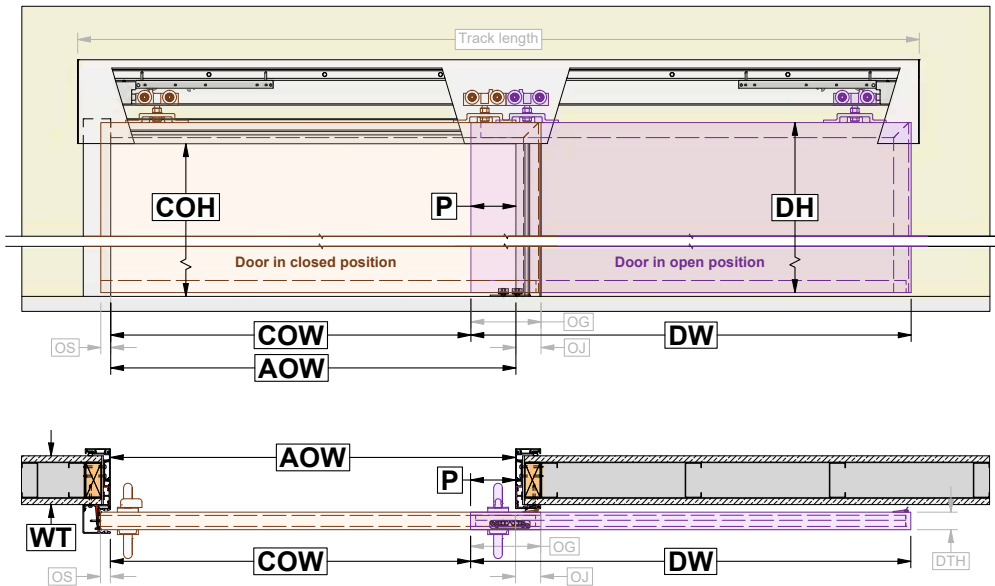 Track length
COH
P
DH
Door in closed position
Door in open position
COW
OG
DW
OS
OJ
AOW
AOW
P
WT
COW
OG
DW
DTH
OS
OJ